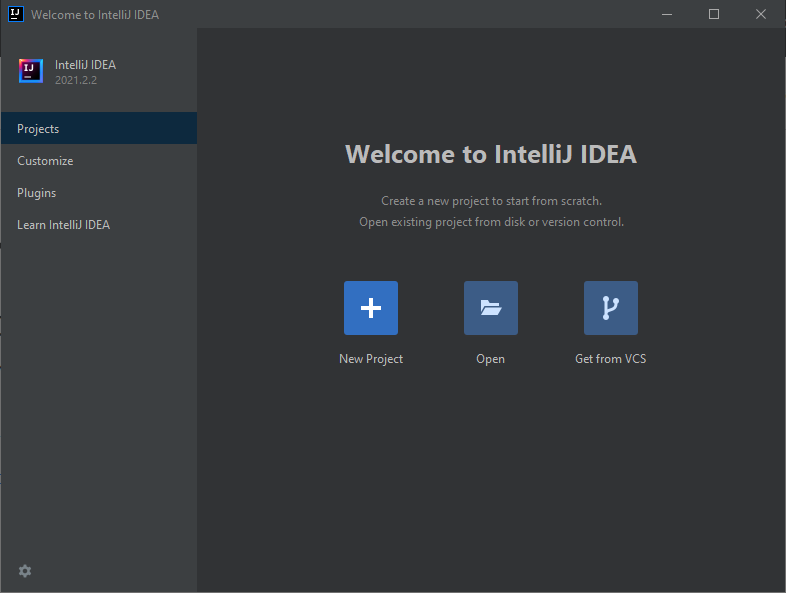 Welcome to IntelliJ IDEA
IJ
IntelliJ IDEA
2021.2.2
Projects
Customize
Plugins
Learn IntelliJ IDEA
Welcome to IntelliJ IDEA
Create a new project to start from scratch.
Open existing project from disk or version control.
New Project
Open
Get from VCS